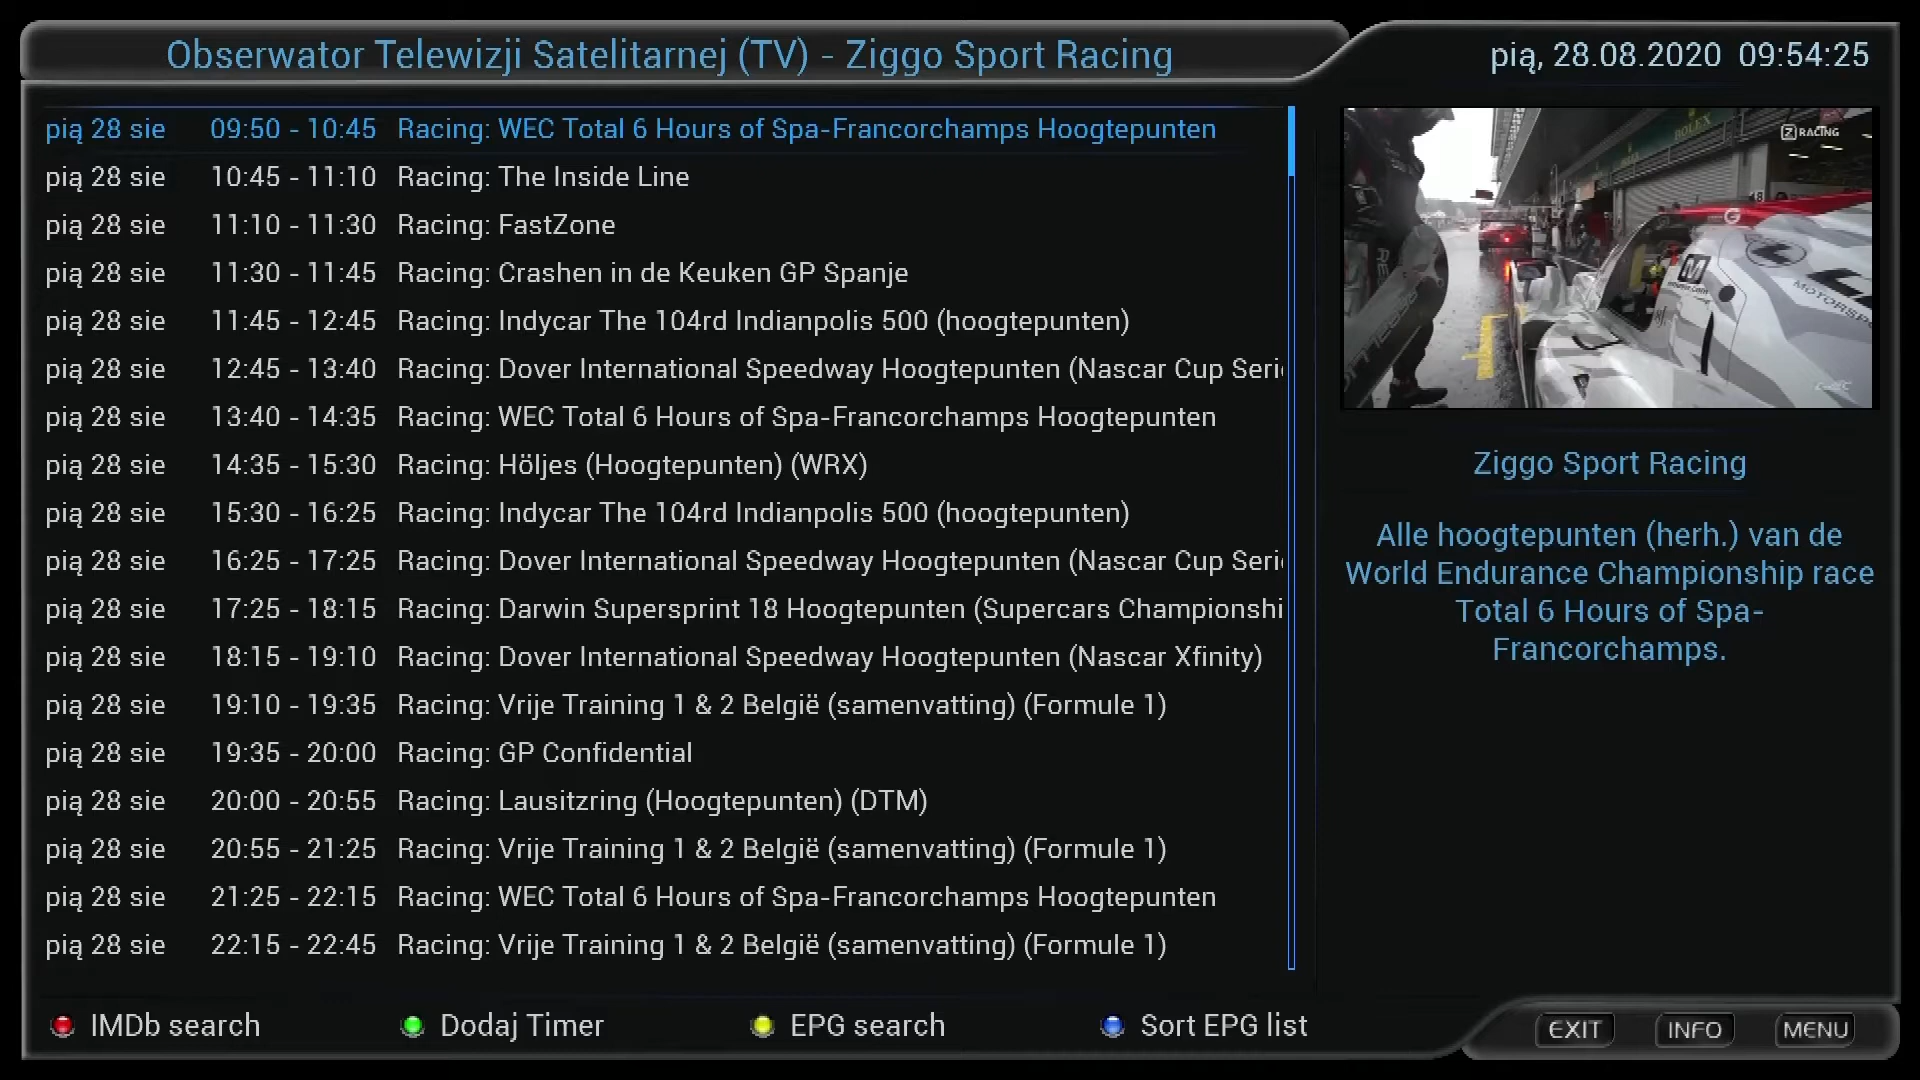 Obserwator Telewizji Satelitarnej (TV) - Ziggo Sport Racing
pią, 28.08.2020 09:54:25
pią 28 sie 09:50 - 10:45 Racing: WEC Total 6 Hours of Spa-Francorchamps Hoogtepunten
pią 28 sie 10:45 - 11:10 Racing: The Inside Line
pią 28 sie 11:10 - 11:30 Racing: FastZone
pią 28 sie 11:30 - 11:45 Racing: Crashen in de Keuken GP Spanje
pią 28 sie 11:45 - 12:45 Racing: Indycar The 104rd Indianpolis 500 (hoogtepunten)
pią 28 sie 12:45 - 13:40 Racing: Dover International Speedway Hoogtepunten (Nascar Cup Serie
pią 28 sie 13:40 - 14:35 Racing: WEC Total 6 Hours of Spa-Francorchamps Hoogtepunten
pią 28 sie 14:35 - 15:30 Racing: Höljes (Hoogtepunten) (WRX)
pią 28 sie 15:30 - 16:25 Racing: Indycar The 104rd Indianpolis 500 (hoogtepunten)
pią 28 sie 16:25 - 17:25 Racing: Dover International Speedway Hoogtepunten (Nascar Cup Serie
pią 28 sie 17:25 - 18:15 Racing: Darwin Supersprint 18 Hoogtepunten (Supercars Championshi
pią 28 sie 18:15 - 19:10 Racing: Dover International Speedway Hoogtepunten (Nascar Xfinity)
pią 28 sie 19:10 - 19:35 Racing: Vrije Training 1 & 2 België (samenvatting) (Formule 1)
pią 28 sie 19:35 - 20:00 Racing: GP Confidential
pią 28 sie 20:00 - 20:55 Racing: Lausitzring (Hoogtepunten) (DTM)
pią 28 sie 20:55 - 21:25 Racing: Vrije Training 1 & 2 België (samenvatting) (Formule 1)
pią 28 sie 21:25 - 22:15 Racing: WEC Total 6 Hours of Spa-Francorchamps Hoogtepunten
pią 28 sie 22:15 - 22:45 Racing: Vrije Training 1 & 2 België (samenvatting) (Formule 1)
ROLEX
Z RACING
MOTORSP
Ziggo Sport Racing
Alle hoogtepunten (herh.) van de
World Endurance Championship race
Total 6 Hours of Spa-
Francorchamps.
IMDb search
Dodaj Timer
EPG search
Sort EPG list
EXIT
INFO
MENU